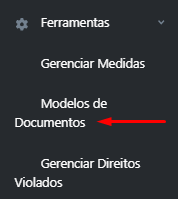 Ferramentas
Gerenciar Medidas
Modelos de
Documentos
Gerenciar Direitos
Violados